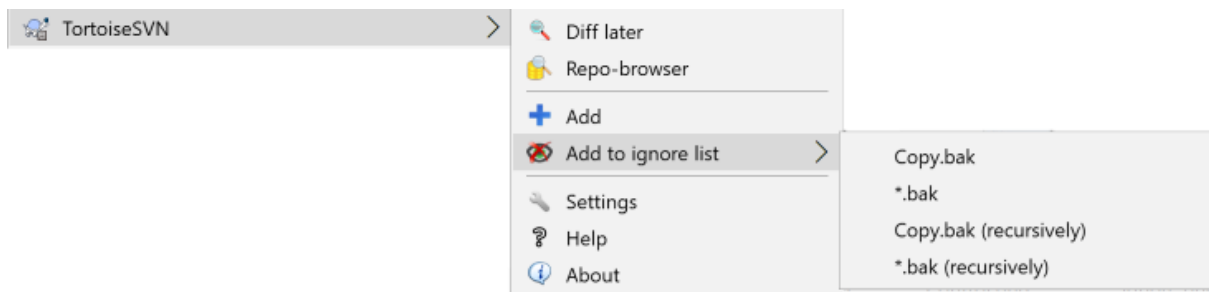 TortoiseSVN
Diff later
Repo-browser
Add
Add to ignore list
Copy.bak
*.bak
Copy.bak (recursively)
*.bak (recursively)
Settings
Help
About